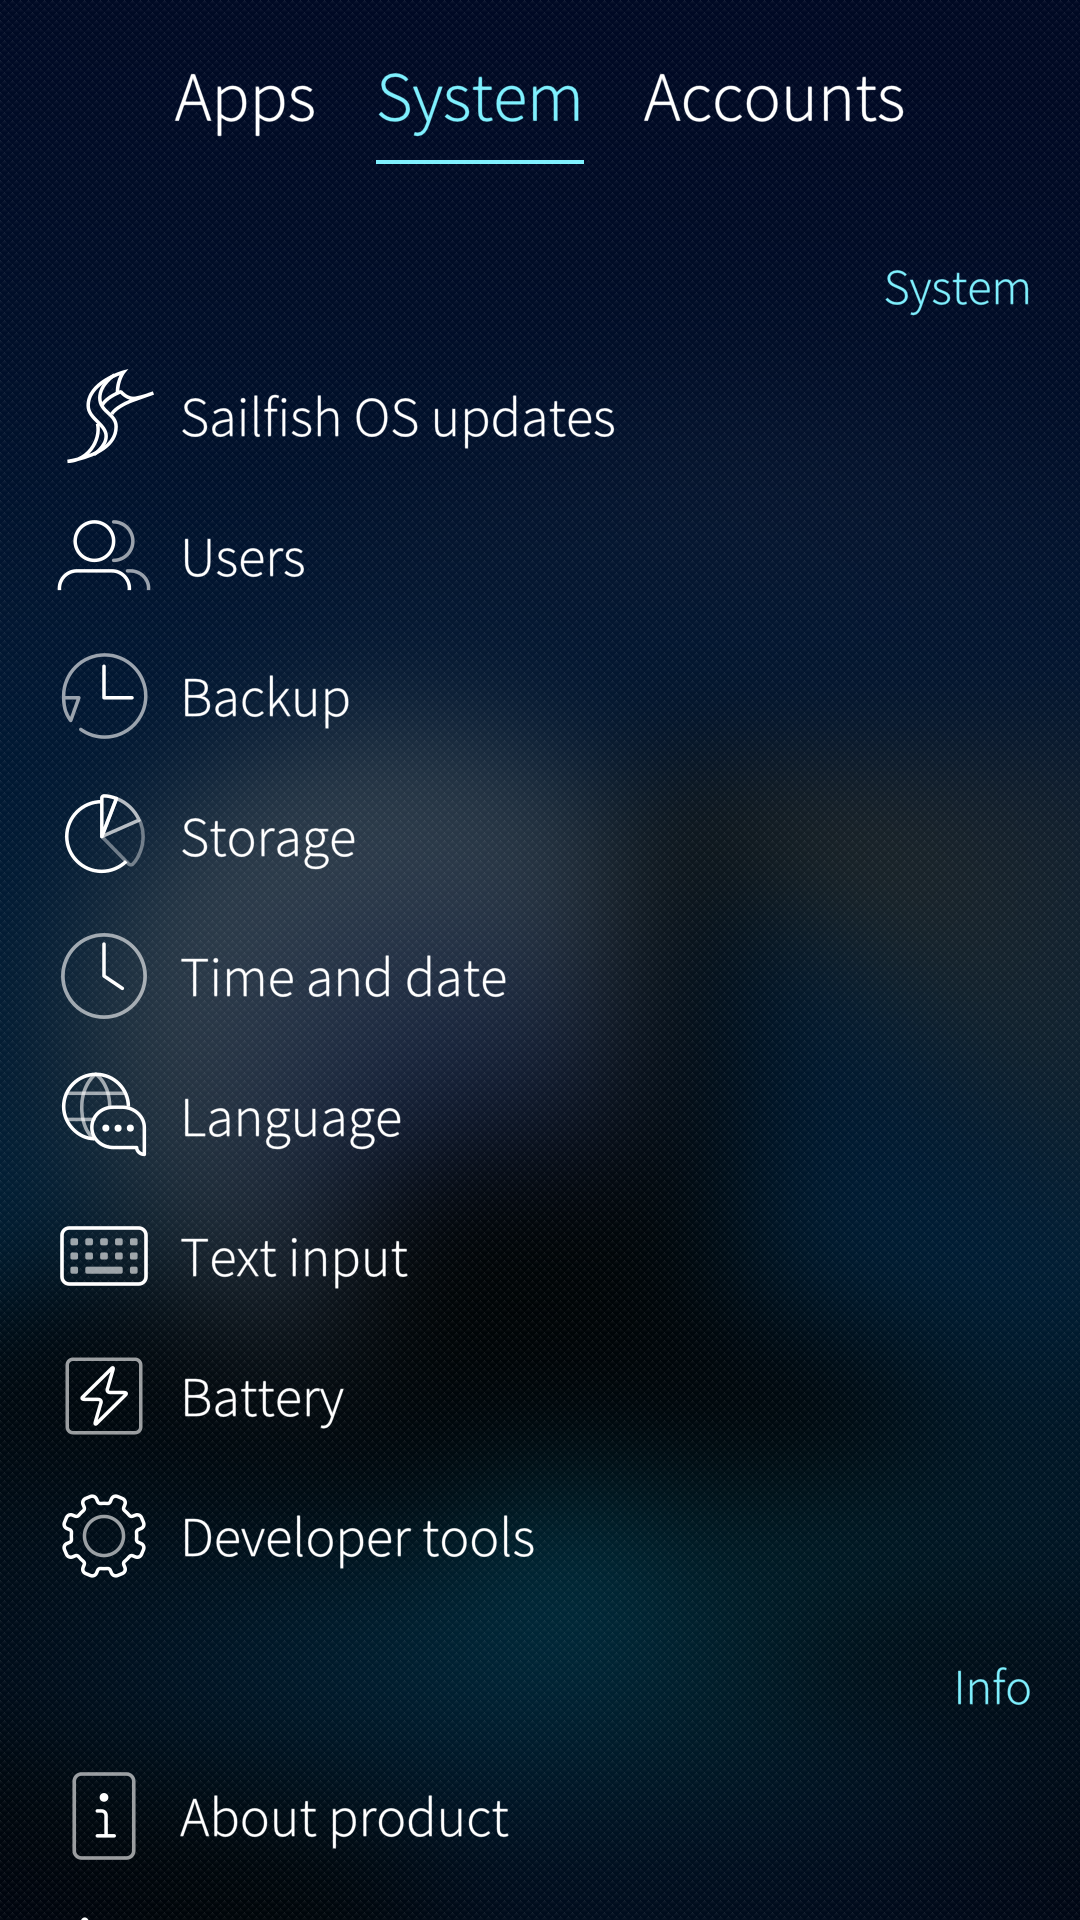 Apps System Accounts
System
Sailfish OS updates
Users
Backup
Storage
Time and date
Language
Text input
Battery
Developer tools
Info
About product